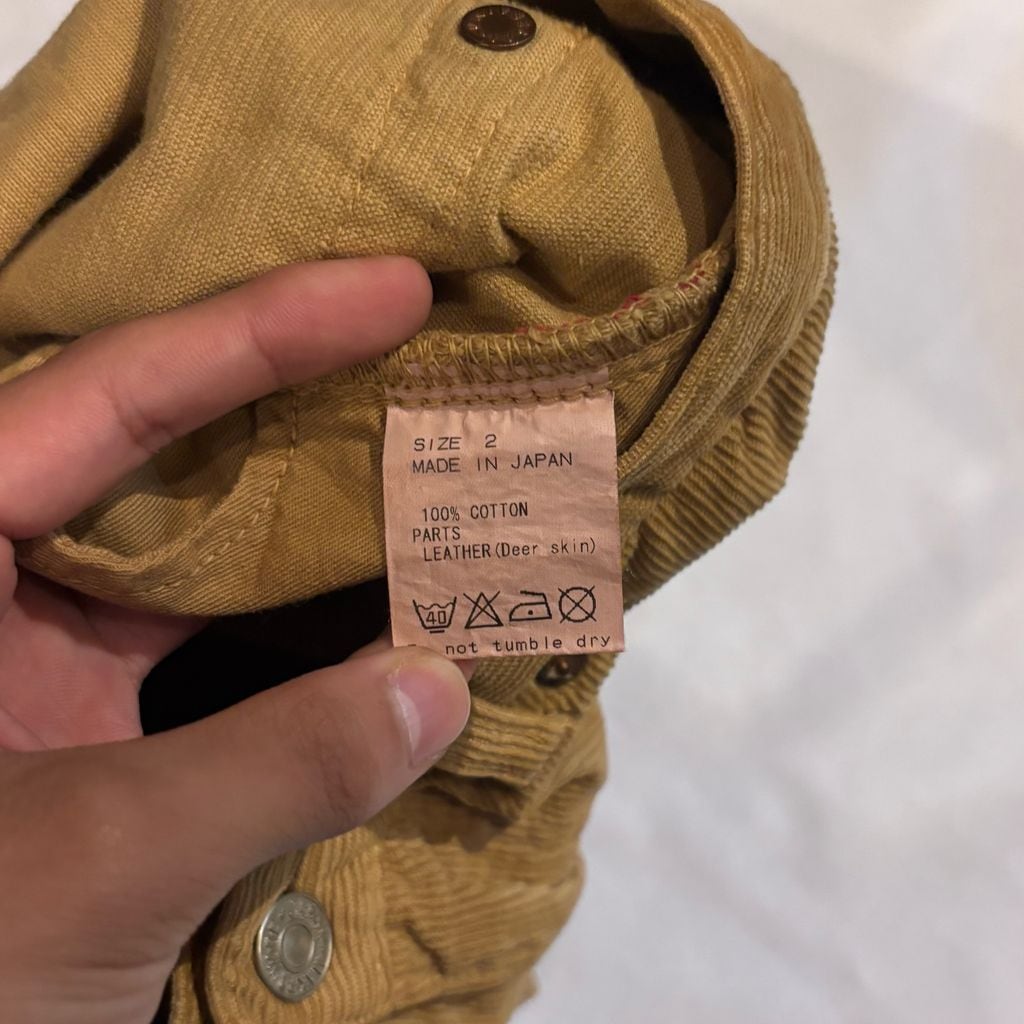 SIZE 2
MADE IN JAPAN
100% COTTON
PARTS
LEATHER(Deer skin)
40
not tumble dry